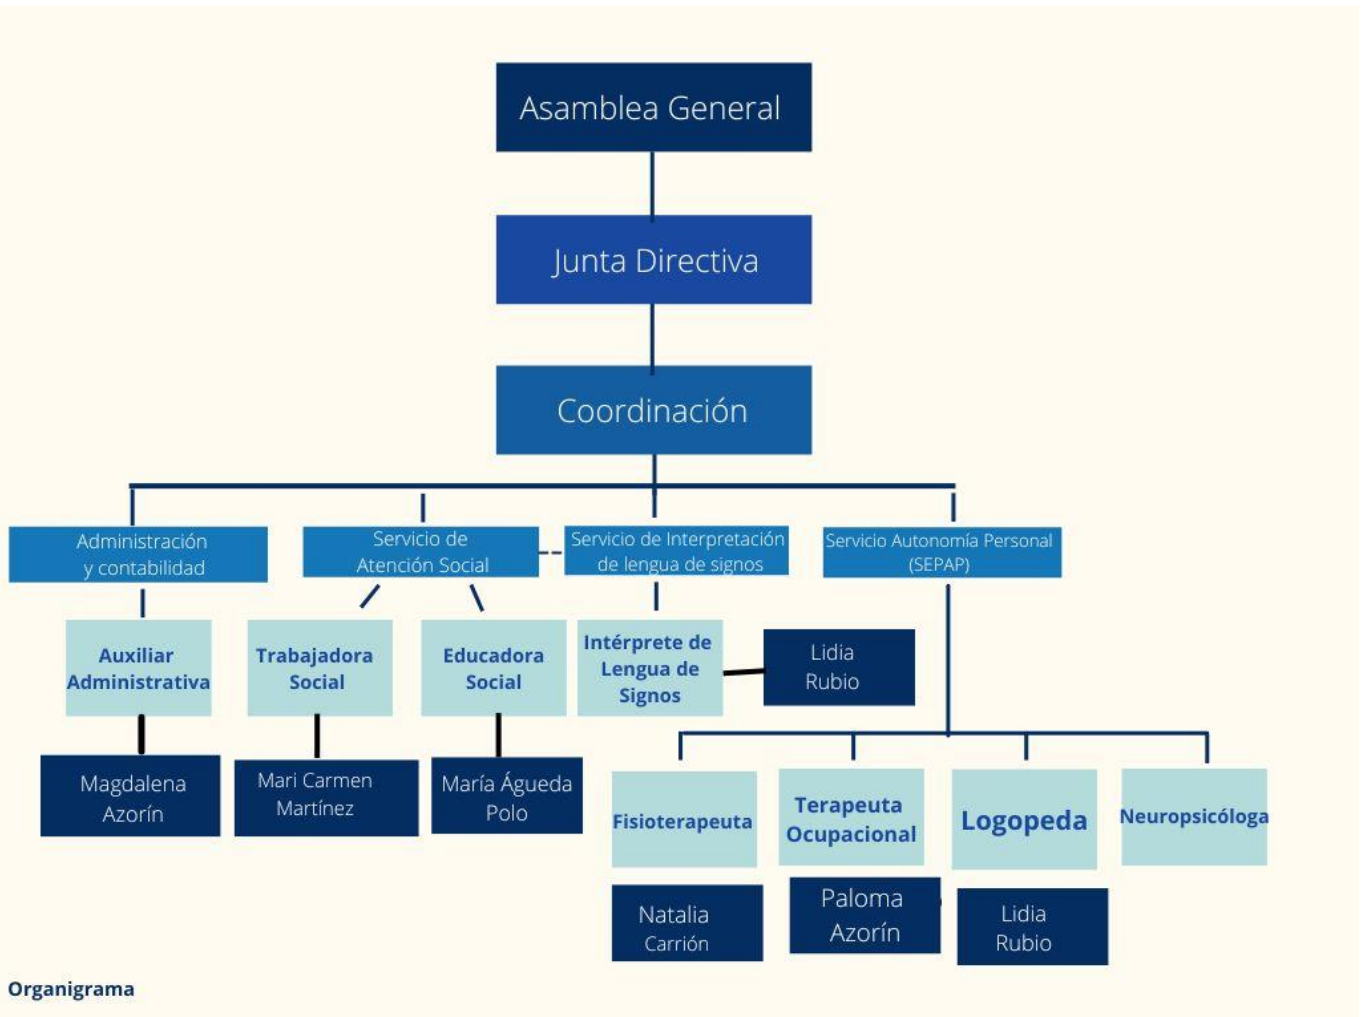 Asamblea General
Junta Directiva
Coordinación
Administración
y contabilidad
Servicio de
Atención Social
Servicio de Interpretación
de lengua de signos
Servicio Autonomía Personal
(SEPAP)
Auxiliar
Administrativa
Trabajadora
Social
Educadora
Social
Intérprete de
Lengua de
Signos
Lidia
Rubio
Magdalena
Azorín
Mari Carmen
Martínez
María Águeda
Polo
Fisioterapeuta
Terapeuta
Ocupacional
Logopeda
Neuropsicóloga
Natalia
Carrión
Paloma
Azorín
Lidia
Rubio
Organigrama